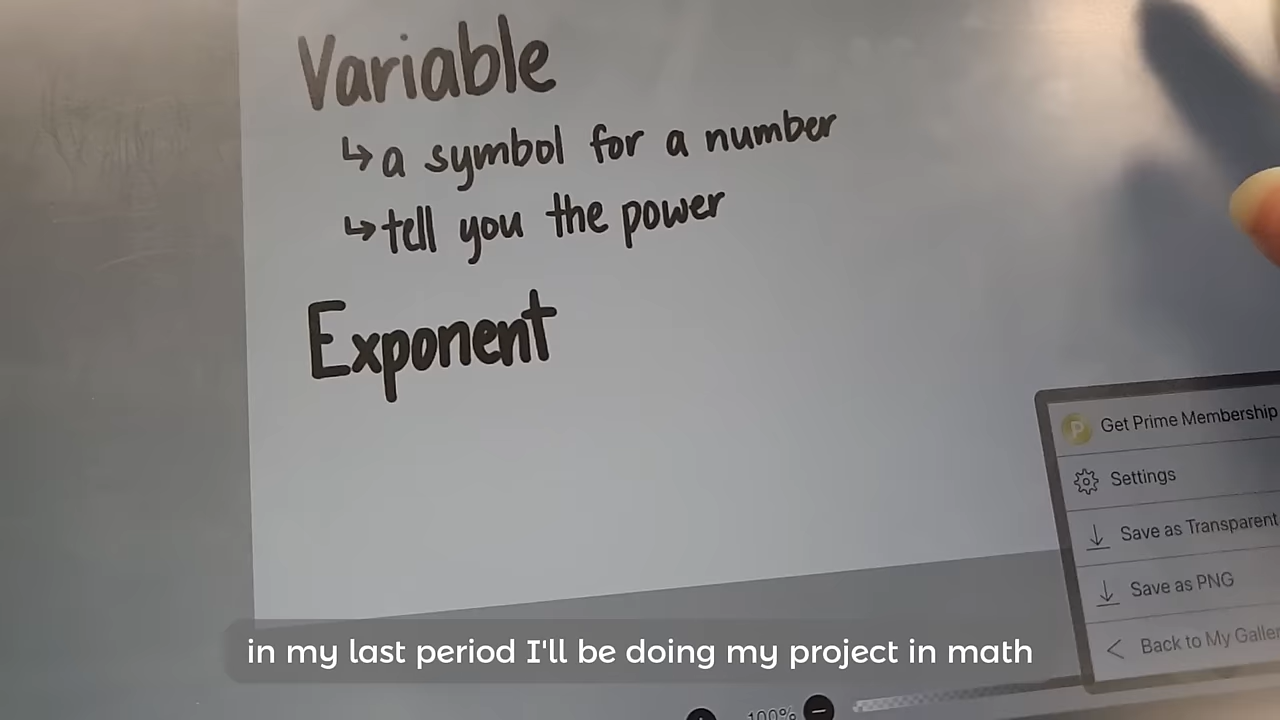 Variable
↳ a symbol for a number
↳ tell you the power
Exponent
Get Prime Membership
Settings
Save as Transparent
Save as PNG
Back to My
in my last period I'll be doing my project in math
100%